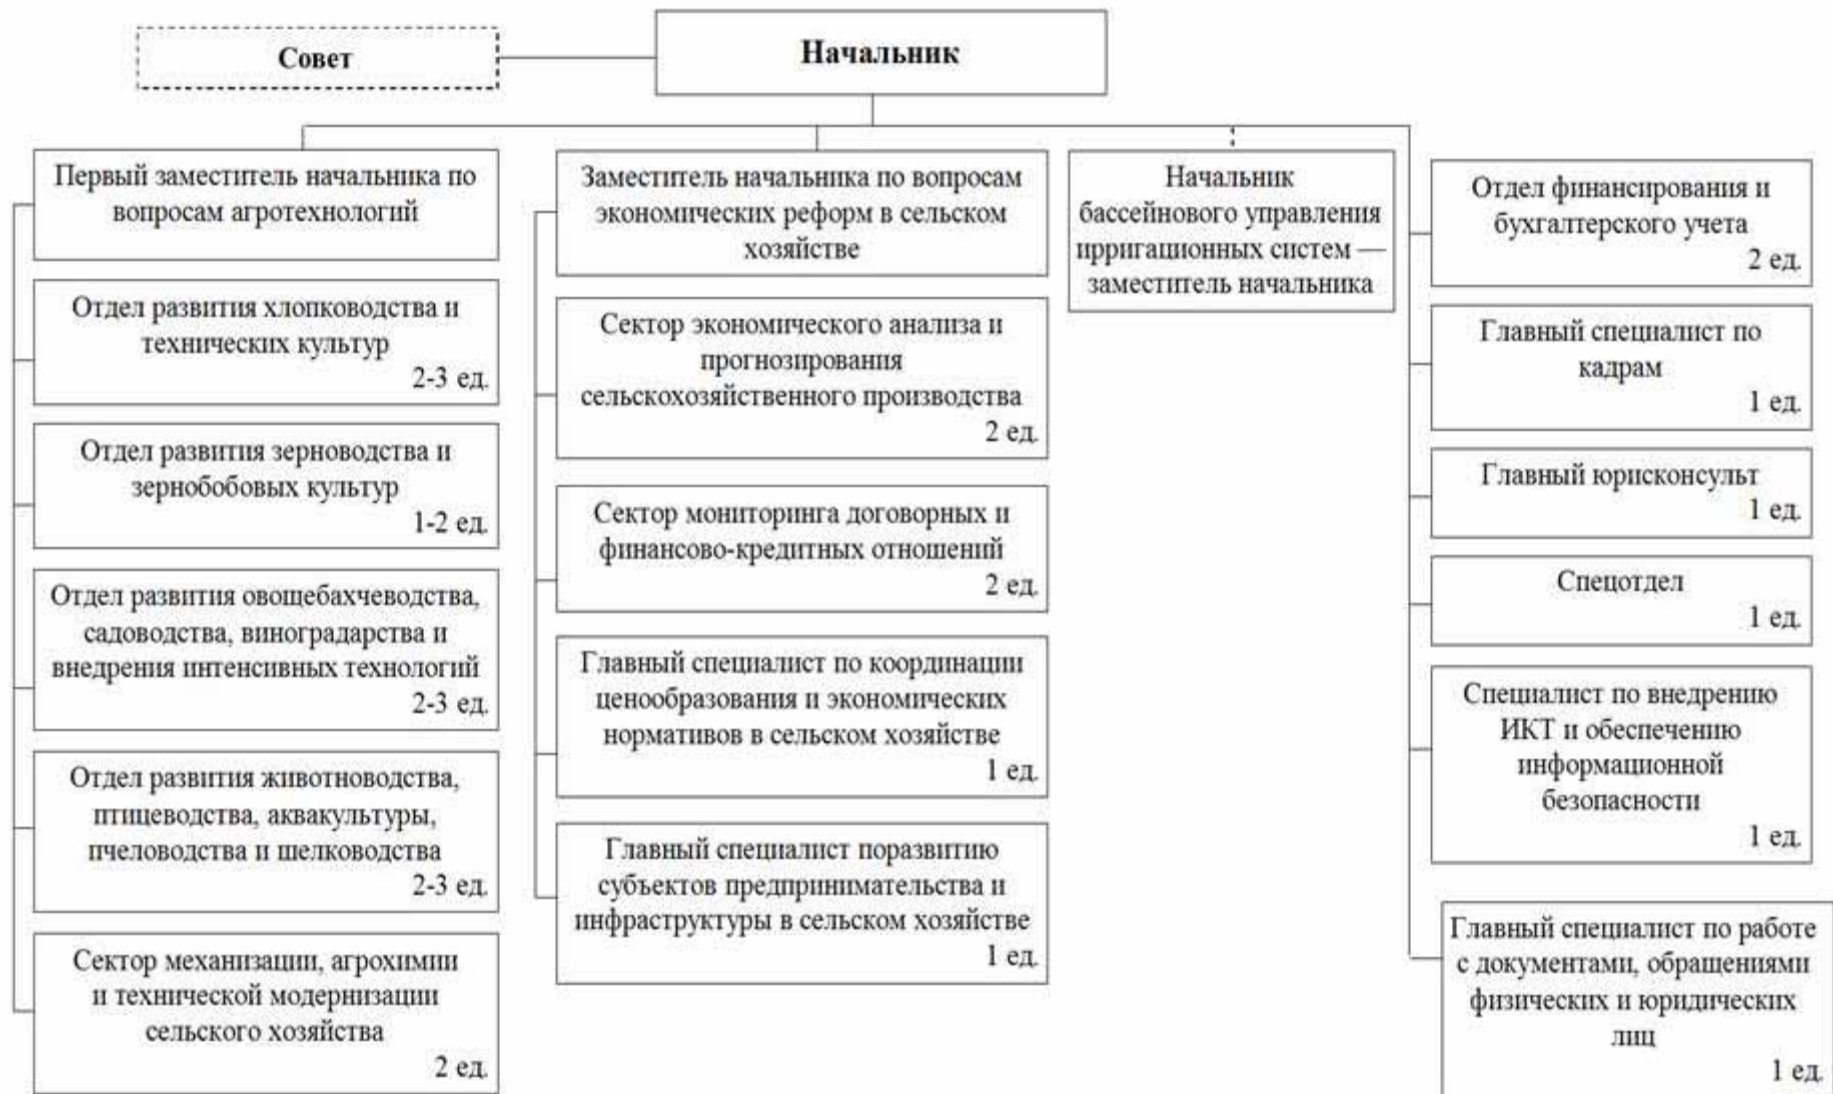 Совет
Начальник
Первый заместитель начальника по
вопросам агротехнологий
Отдел развития хлопководства и
технических культур
2-3 ед.
Отдел развития зерноводства и
зернобобовых культур
1-2 ед.
Отдел развития овощебахчеводства,
садоводства, виноградарства и
внедрения интенсивных технологий
2-3 ед.
Отдел развития животноводства,
птицеводства, аквакультуры,
пчеловодства и шелководства
2-3 ед.
Сектор механизации, агрохимии
и технической модернизации
сельского хозяйства
2 ед.
Заместитель начальника по вопросам
экономических реформ в сельском
хозяйстве
Сектор экономического анализа и
прогнозирования
сельскохозяйственного производства
2 ед.
Сектор мониторинга договорных и
финансово-кредитных отношений
2 ед.
Главный специалист по координации
ценообразования и экономических
нормативов в сельском хозяйстве
1 ед.
Главный специалист поразвитию
субъектов предпринимательства и
инфраструктуры в сельском хозяйстве
1 ед.
Начальник
бассейнового управления
ирригационных систем —
заместитель начальника
Отдел финансирования и
бухгалтерского учета
2 ед.
Главный специалист по
кадрам
1 ед.
Главный юрисконсульт
1 ед.
Спецотдел
1 ед.
Специалист по внедрению
ИКТ и обеспечению
информационной
безопасности
1 ед.
Главный специалист по работе
с документами, обращениями
физических и юридических
лиц
1 ед.